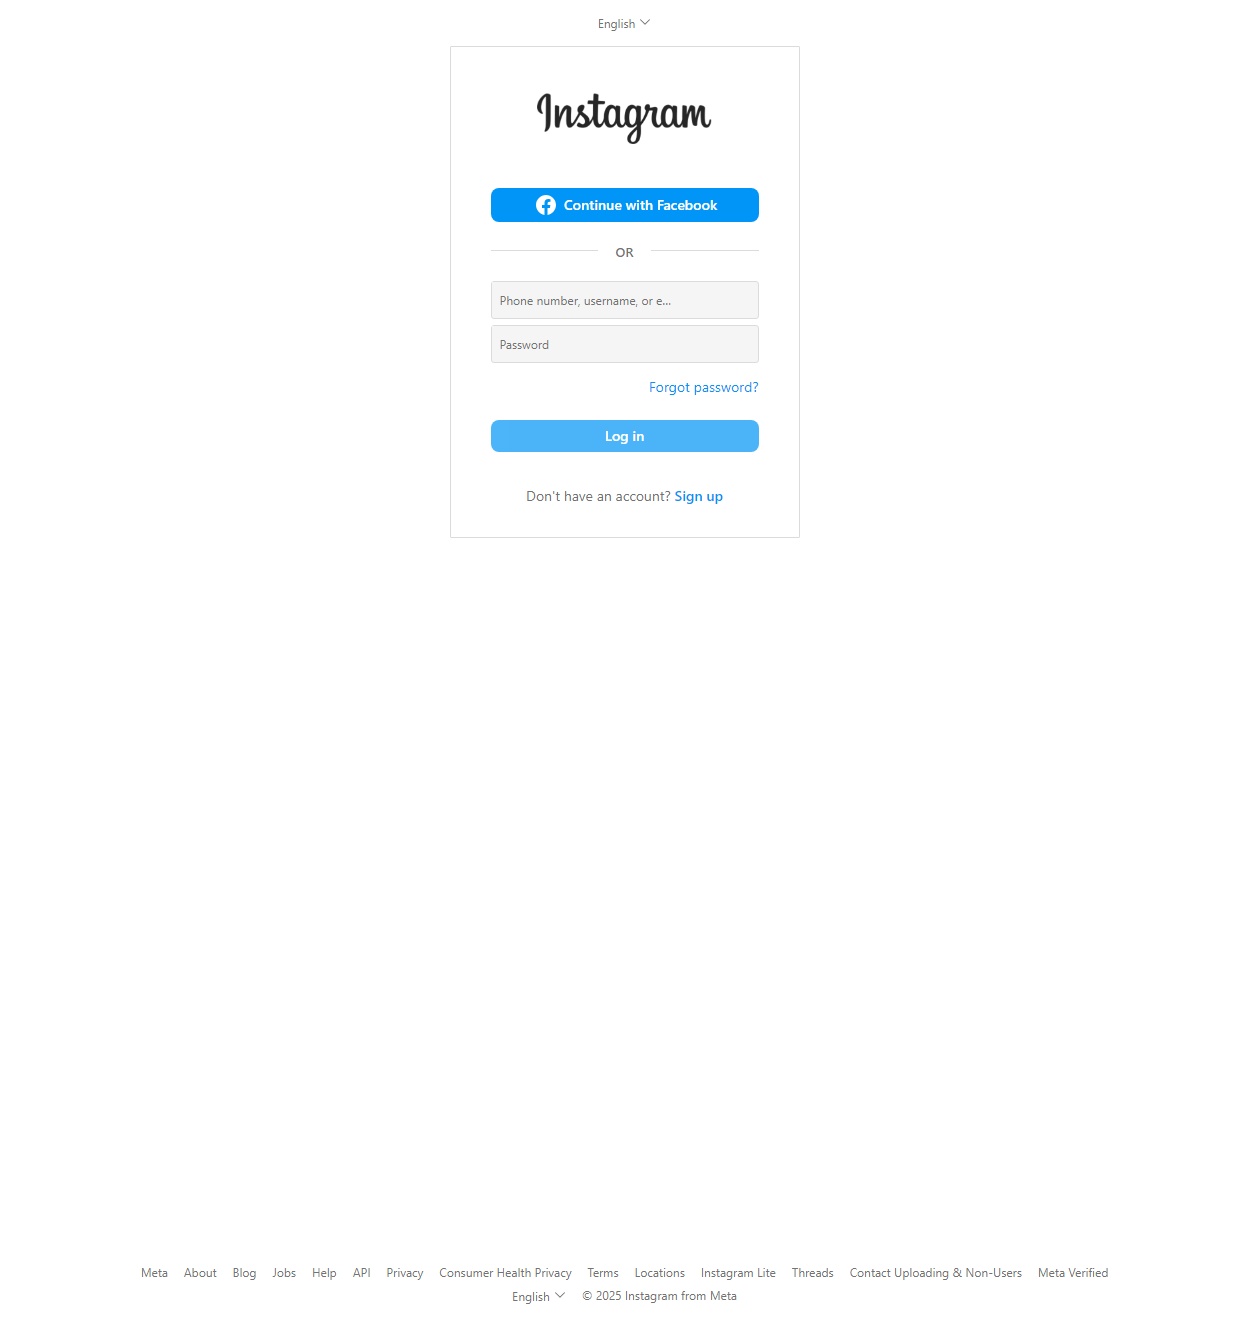 English
Instagram
Continue with Facebook
OR
Phone number, username, or e...
Password
Forgot password?
Log in
Don't have an account? Sign up
Meta About Blog Jobs Help API Privacy Consumer Health Privacy Terms Locations Instagram Lite Threads Contact Uploading & Non-Users Meta Verified
English © 2025 Instagram from Meta